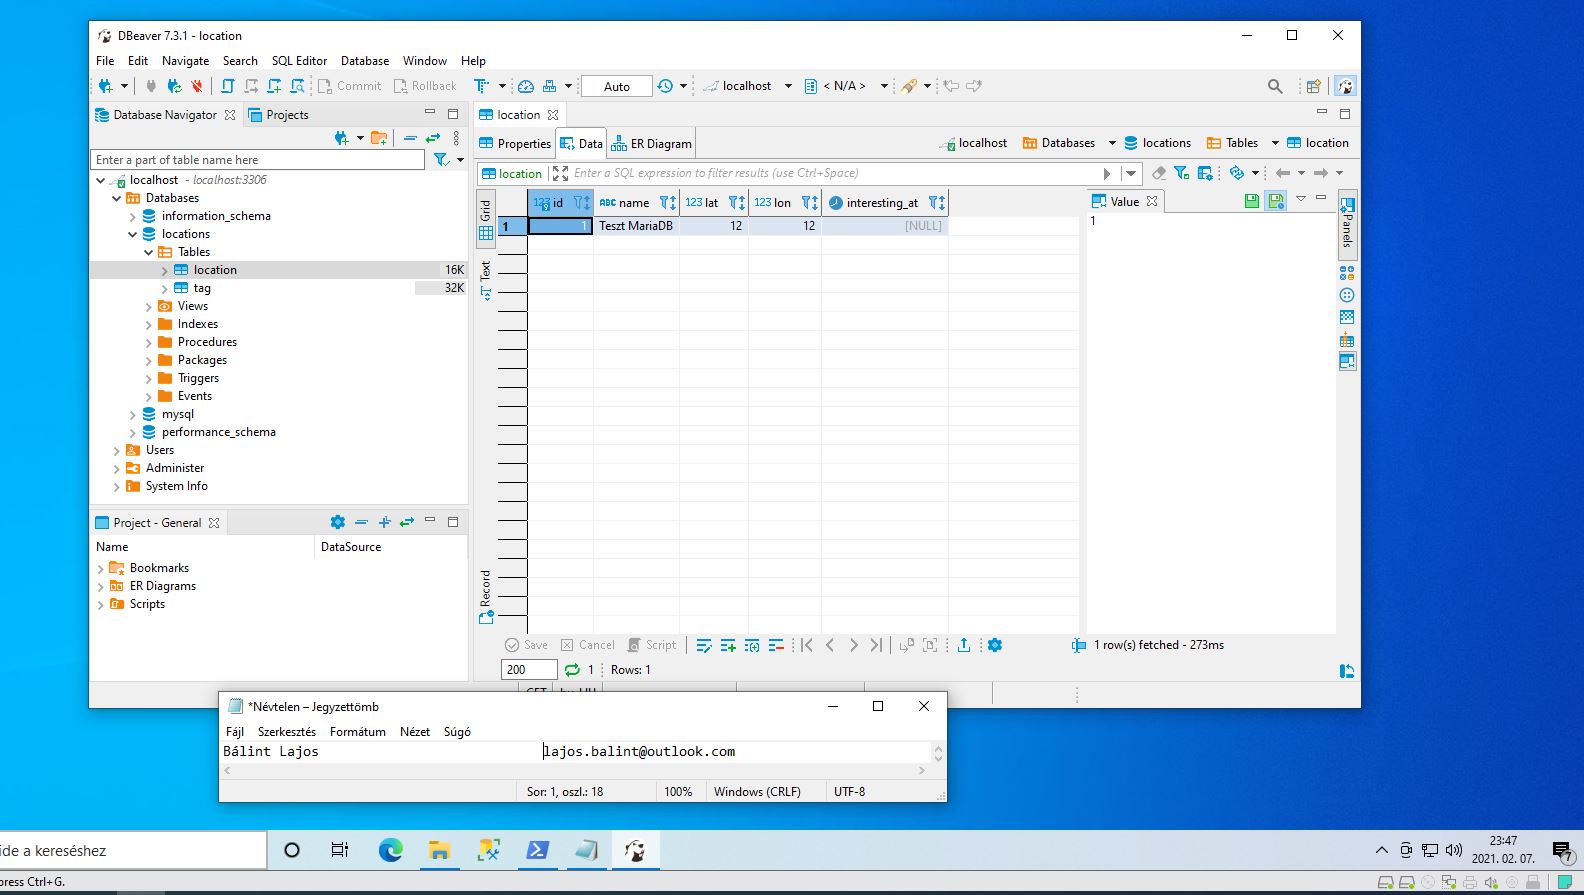 DBeaver 7.3.1 - location
File Edit Navigate Search SQL Editor Database Window Help
Commit Rollback Auto localhost < N/A >
Database Navigator Projects
Enter a part of table name here
localhost - localhost:3306
Databases
information_schema
locations
Tables
location 16K
tag 32K
Views
Indexes
Procedures
Packages
Triggers
Events
mysql
performance_schema
Users
Administer
System Info
Project - General
Name DataSource
Bookmarks
ER Diagrams
Scripts
location
Properties Data ER Diagram localhost Databases locations Tables location
location Enter a SQL expression to filter results (use Ctrl+Space)
Grid
Text
Record
123 id ABC name 123 lat 123 lon interesting_at
1 1 Teszt MariaDB 12 12 [NULL]
Value
1
Panels
Save Cancel Script 1 row(s) fetched - 273ms
200 1 Rows: 1
*Névtelen – Jegyzettömb
Fájl Szerkesztés Formátum Nézet Súgó
Bálint Lajos lajos.balint@outlook.com
Sor: 1, oszl.: 18 100% Windows (CRLF) UTF-8
ide a kereséshez
23:47
2021. 02. 07.
7
press Ctrl+G.